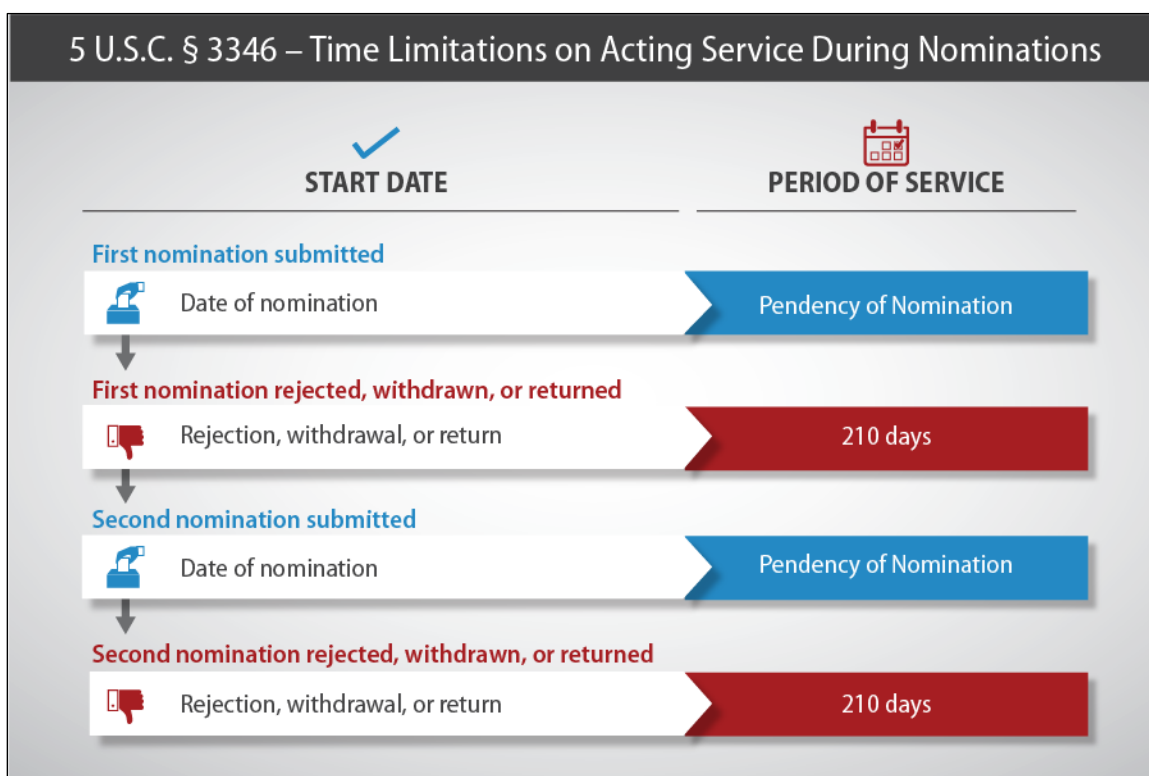 5 U.S.C. § 3346 – Time Limitations on Acting Service During Nominations
START DATE
PERIOD OF SERVICE
First nomination submitted
Date of nomination
Pendency of Nomination
First nomination rejected, withdrawn, or returned
Rejection, withdrawal, or return
210 days
Second nomination submitted
Date of nomination
Pendency of Nomination
Second nomination rejected, withdrawn, or returned
Rejection, withdrawal, or return
210 days